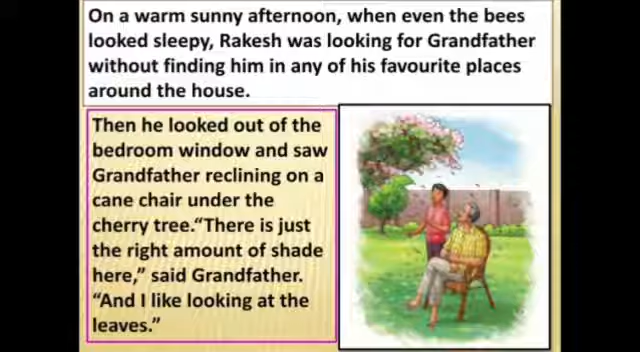 On a warm sunny afternoon, when even the bees
looked sleepy, Rakesh was looking for Grandfather
without finding him in any of his favourite places
around the house.
Then he looked out of the
bedroom window and saw
Grandfather reclining on a
cane chair under the
cherry tree.“There is just
the right amount of shade
here,” said Grandfather.
“And I like looking at the
leaves.”